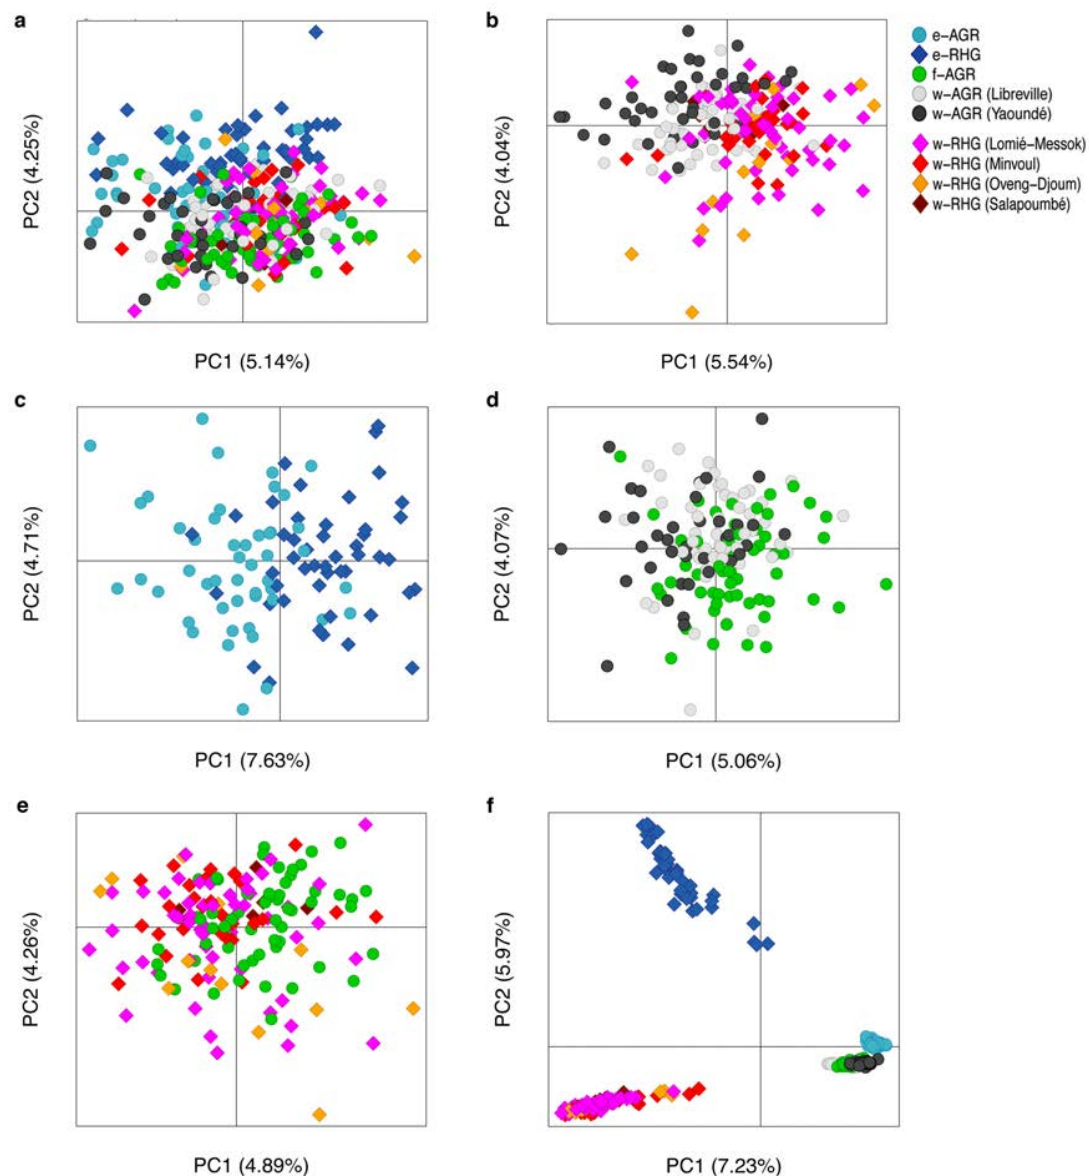 a
PC2 (4.25%)
PC1 (5.14%)
b
PC2 (4.04%)
PC1 (5.54%)
e−AGR
e−RHG
f−AGR
w−AGR (Libreville)
w−AGR (Yaoundé)
w−RHG (Lomié−Messok)
w−RHG (Minvoul)
w−RHG (Oveng−Djoum)
w−RHG (Salapoumbé)
c
PC2 (4.71%)
PC1 (7.63%)
d
PC2 (4.07%)
PC1 (5.06%)
e
PC2 (4.26%)
PC1 (4.89%)
f
PC2 (5.97%)
PC1 (7.23%)